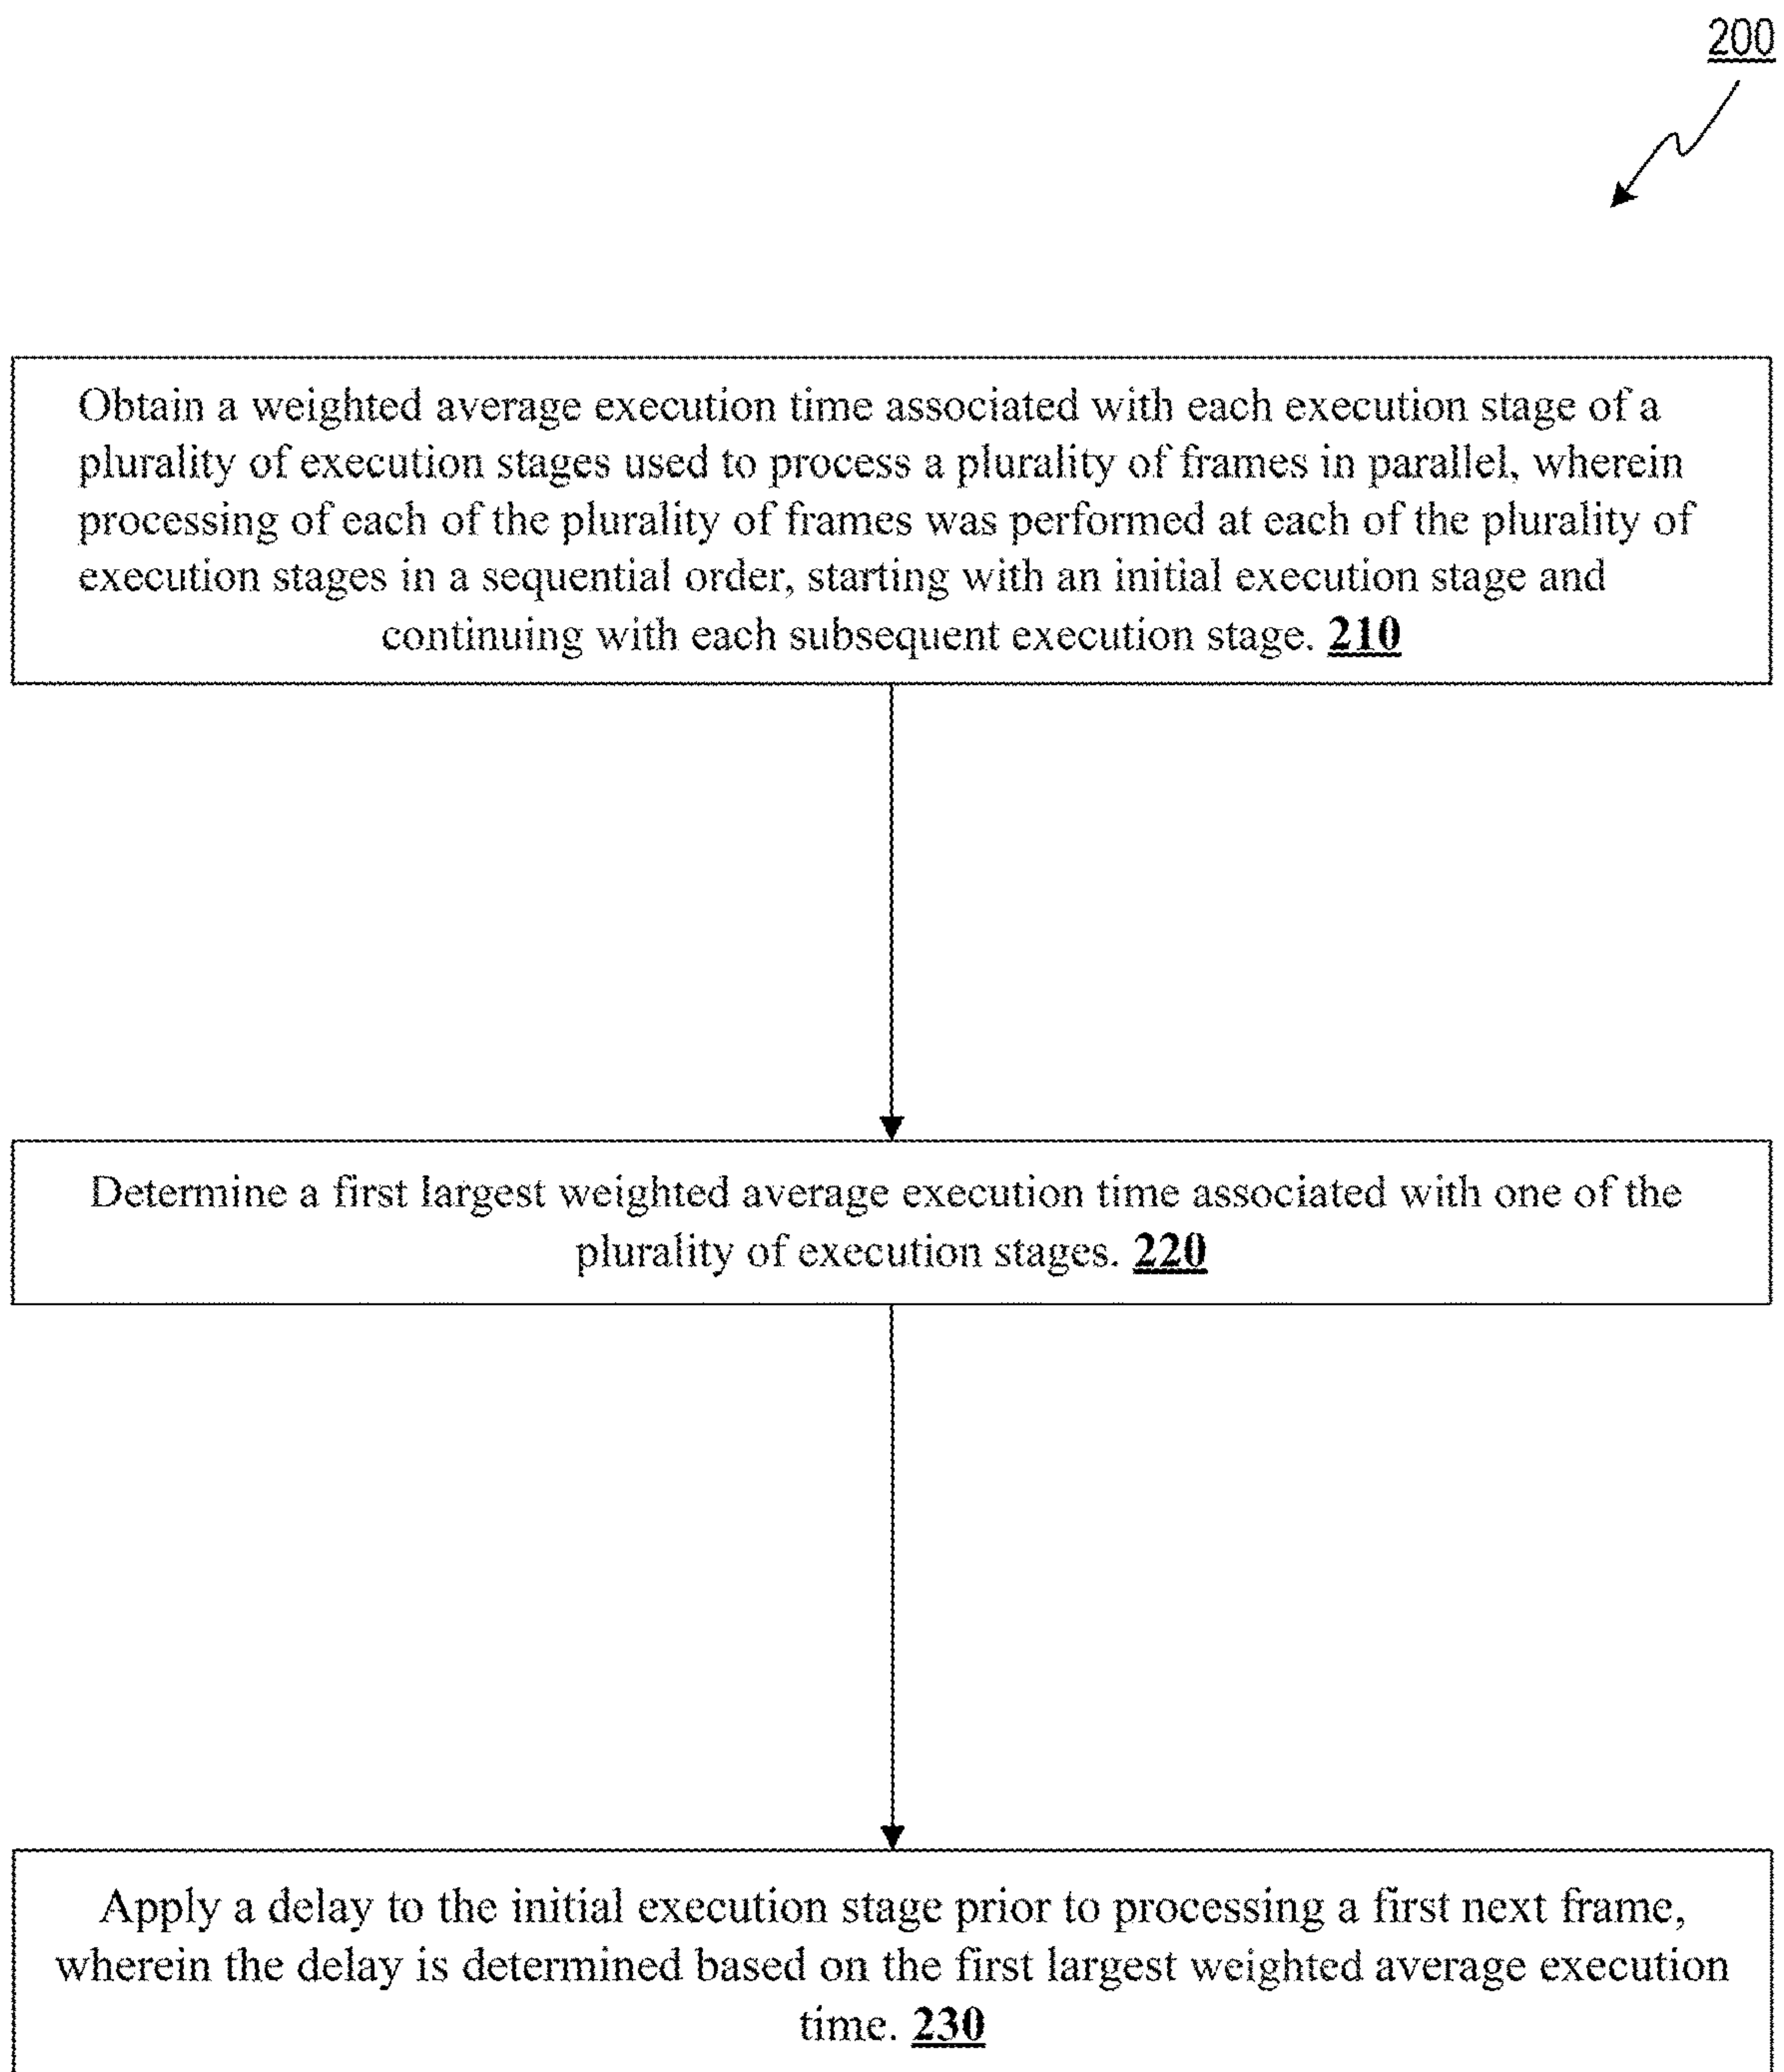 200
Obtain a weighted average execution time associated with each execution stage of a
plurality of execution stages used to process a plurality of frames in parallel, wherein
processing of each of the plurality of frames was performed at each of the plurality of
execution stages in a sequential order, starting with an initial execution stage and
continuing with each subsequent execution stage. 210
Determine a first largest weighted average execution time associated with one of the
plurality of execution stages. 220
Apply a delay to the initial execution stage prior to processing a first next frame,
wherein the delay is determined based on the first largest weighted average execution
time. 230